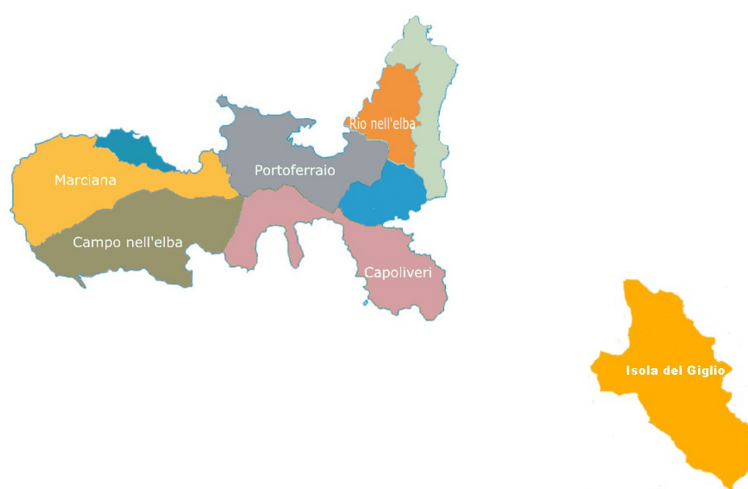 Rio nell'elba
Marciana
Portoferraio
Campo nell'elba
Capoliveri
Isola del Giglio